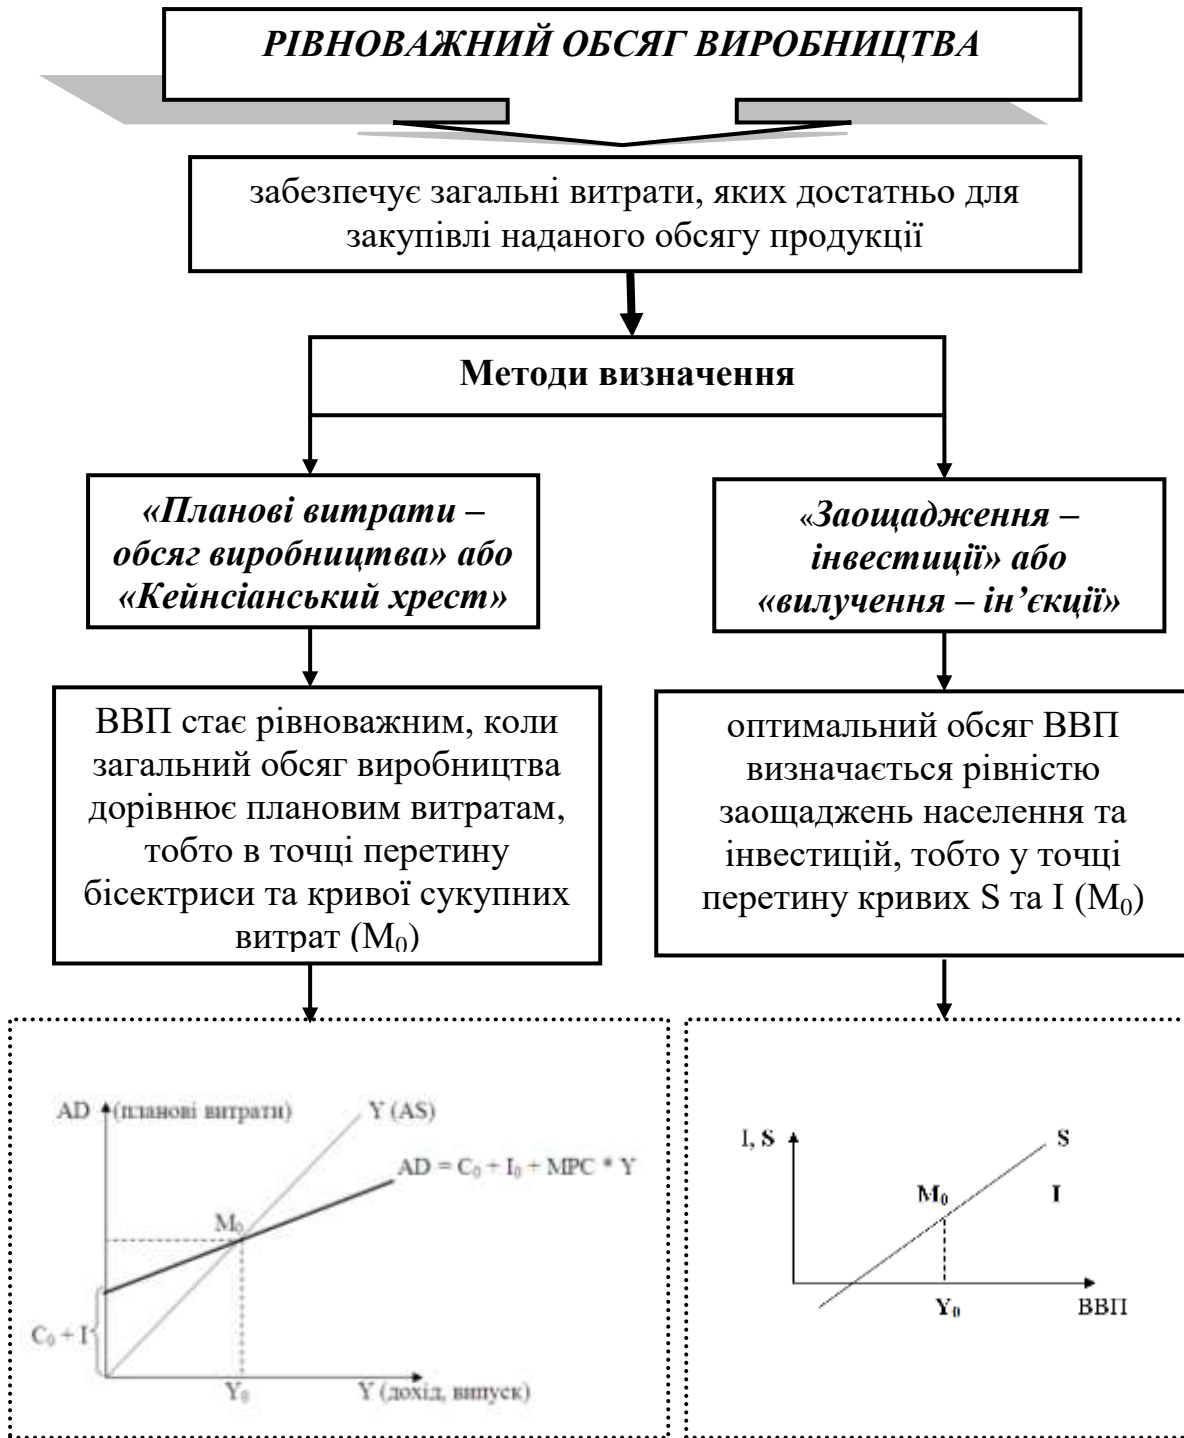 РІВНОВАЖНИЙ ОБСЯГ ВИРОБНИЦТВА
забезпечує загальні витрати, яких достатньо для
закупівлі наданого обсягу продукції
Методи визначення
«Планові витрати –
обсяг виробництва» або
«Кейнсіанський хрест»
«Заощадження –
інвестиції» або
«вилучення – ін’єкції»
ВВП стає рівноважним, коли
загальний обсяг виробництва
дорівнює плановим витратам,
тобто в точці перетину
бісектриси та кривої сукупних
витрат (M₀)
оптимальний обсяг ВВП
визначається рівністю
заощаджень населення та
інвестицій, тобто у точці
перетину кривих S та I (M₀)
AD (планові витрати)
Y (AS)
AD = C₀ + I₀ + MPC * Y
M₀
C₀ + I
Y₀
Y (дохід, випуск)
I, S
S
M₀
I
Y₀
ВВП